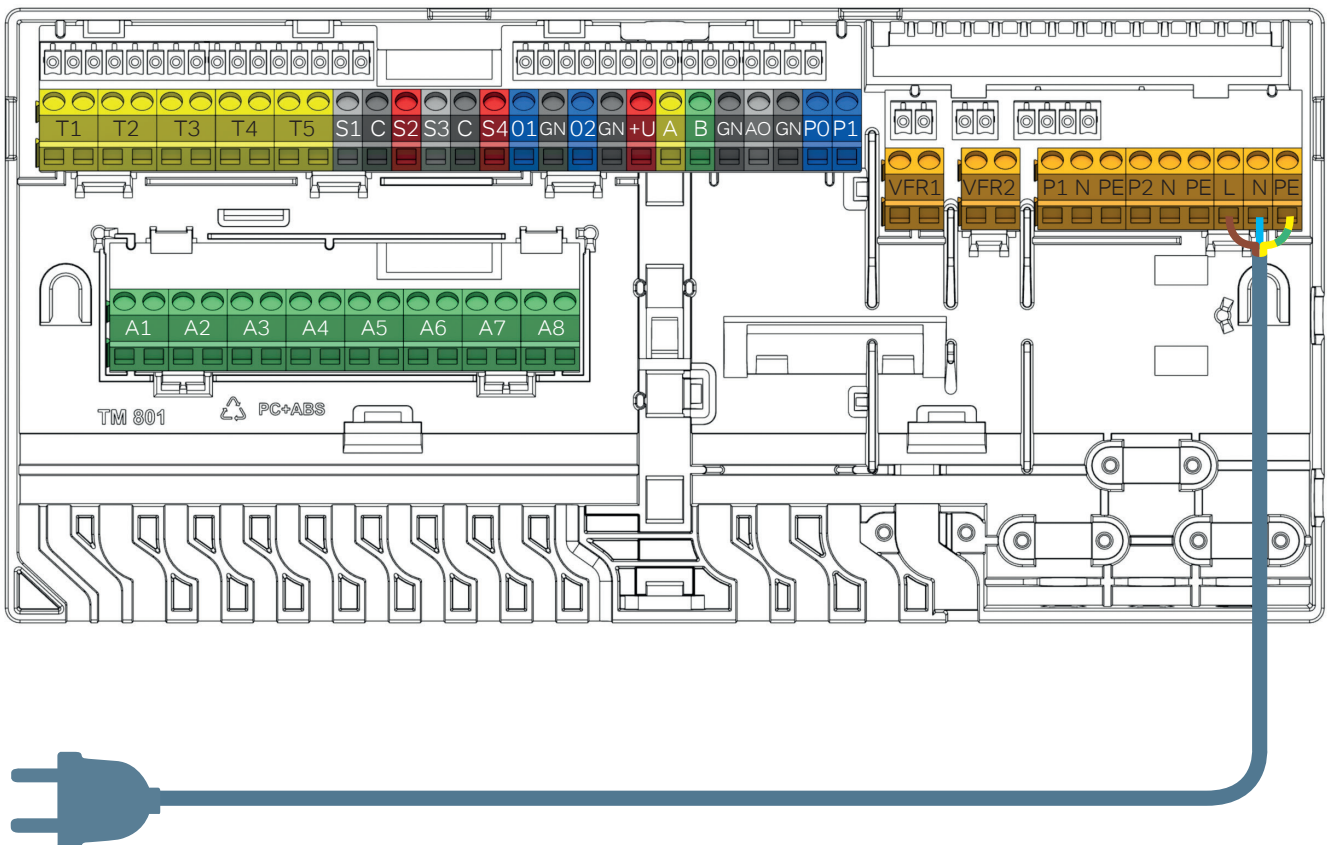 T1 T2 T3 T4 T5 S1 C S2 S3 C S4 01 GN 02 GN +U A B GN AO GN P0 P1
VFR1 VFR2 P1 N PE P2 N PE L N PE
A1 A2 A3 A4 A5 A6 A7 A8
TM 801 PC+ABS